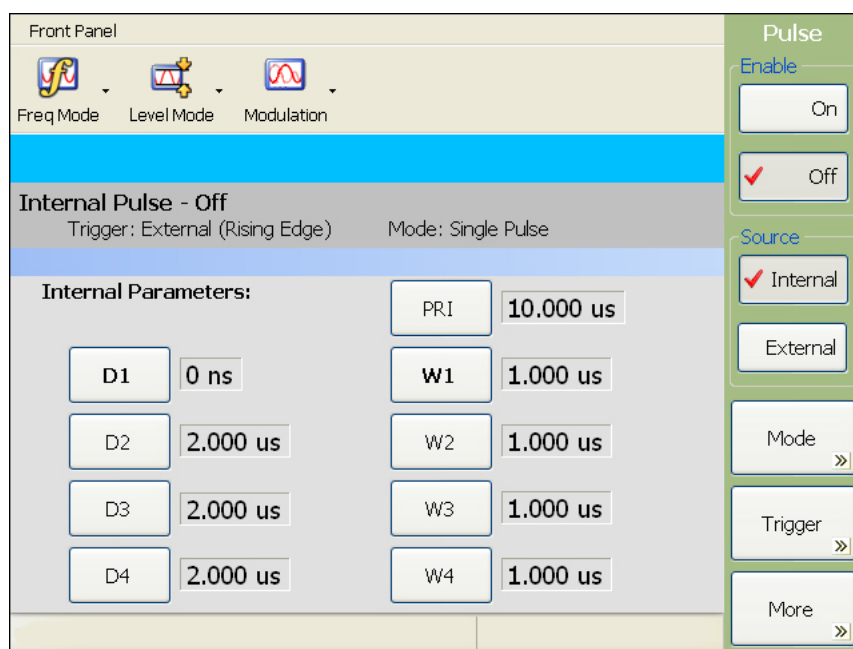 Front Panel
Freq Mode
Level Mode
Modulation
Internal Pulse - Off
Trigger: External (Rising Edge)
Mode: Single Pulse
Internal Parameters:
PRI
10.000 us
D1
0 ns
W1
1.000 us
D2
2.000 us
W2
1.000 us
D3
2.000 us
W3
1.000 us
D4
2.000 us
W4
1.000 us
Pulse
Enable
On
Off
Source
Internal
External
Mode
Trigger
More